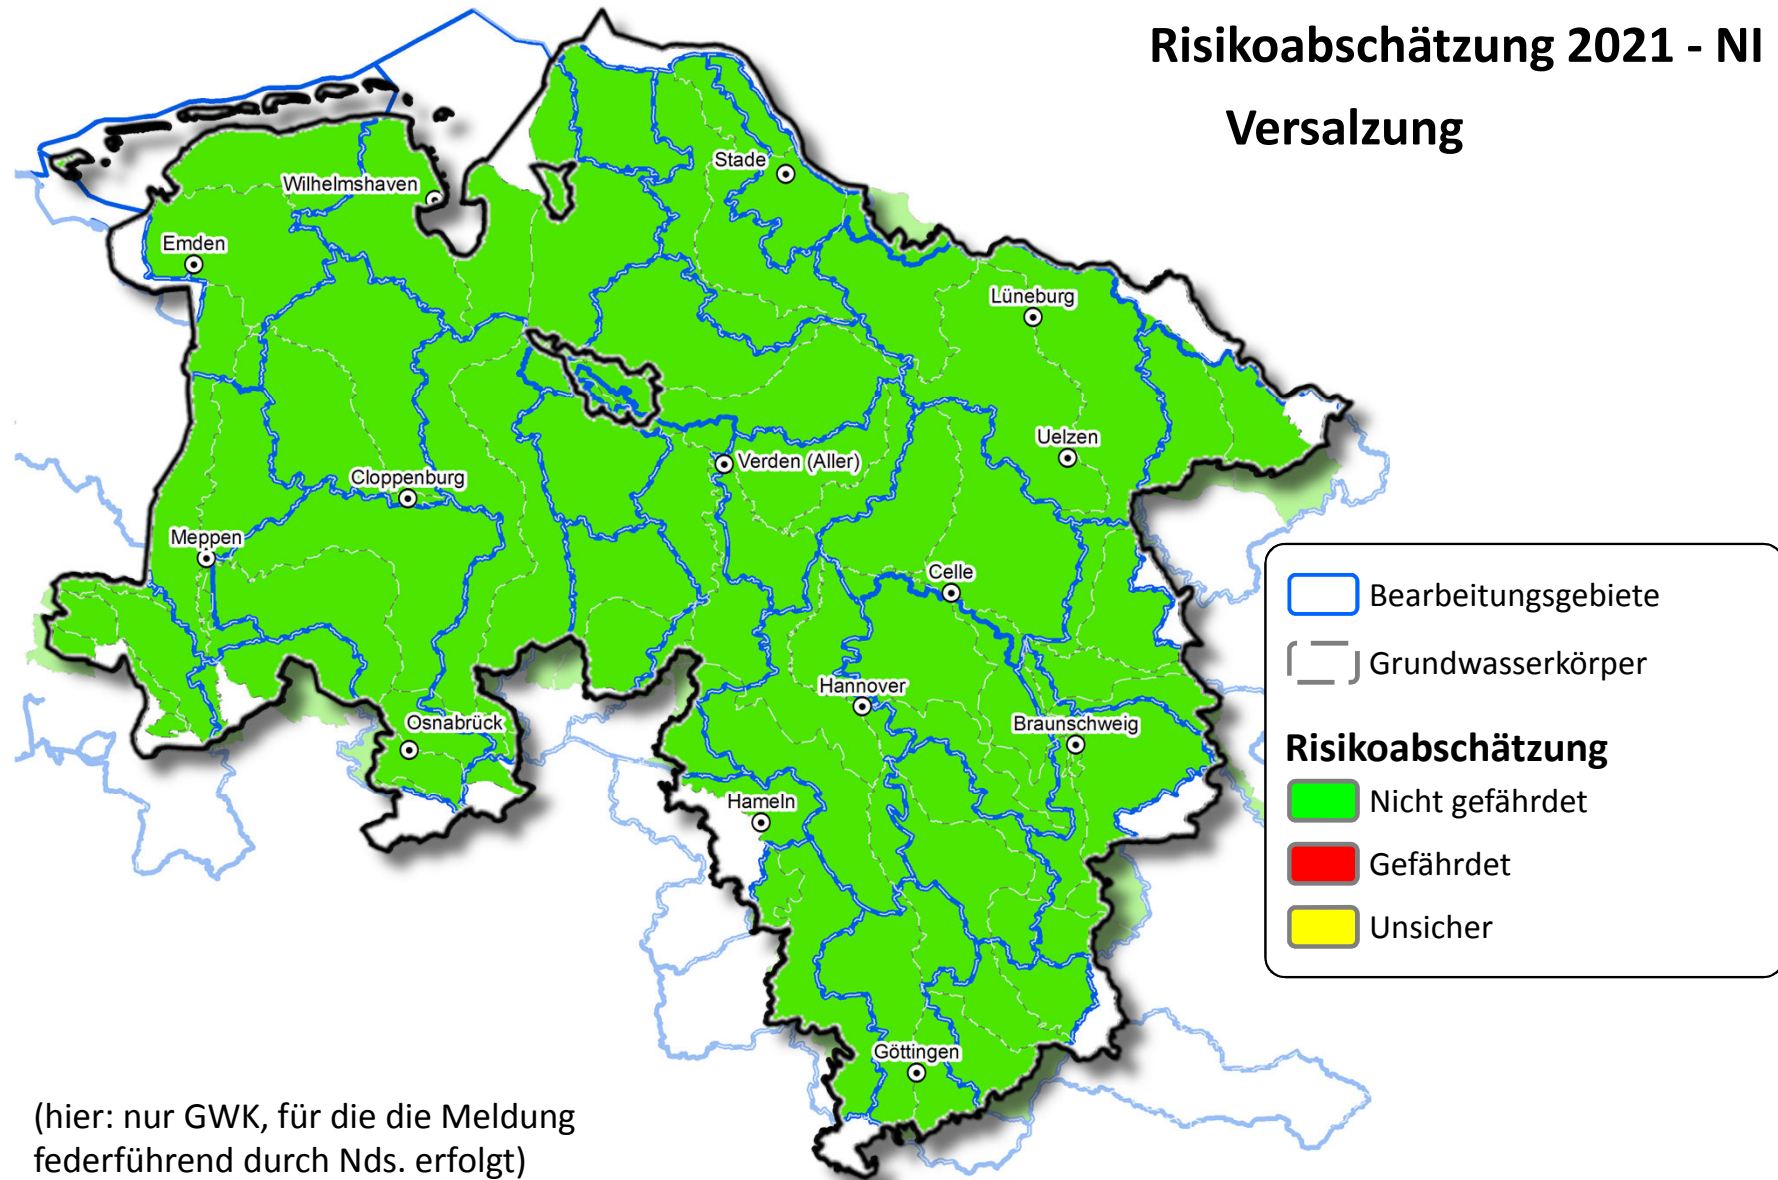 Risikoabschätzung 2021 - NI
Versalzung
Stade
Wilhelmshaven
Emden
Lüneburg
Uelzen
Verden (Aller)
Cloppenburg
Meppen
Celle
Hannover
Osnabrück
Braunschweig
Hameln
Göttingen
Bearbeitungsgebiete
Grundwasserkörper
Risikoabschätzung
Nicht gefährdet
Gefährdet
Unsicher
(hier: nur GWK, für die die Meldung
federführend durch Nds. erfolgt)